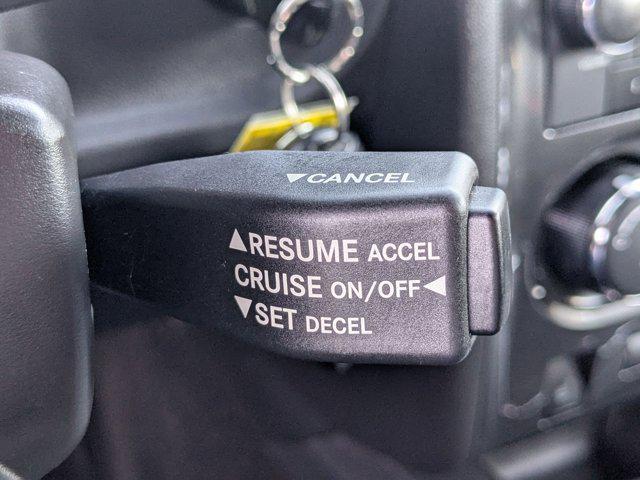 ▼CANCEL
▲RESUME ACCEL
CRUISE ON/OFF◀
▼SET DECEL